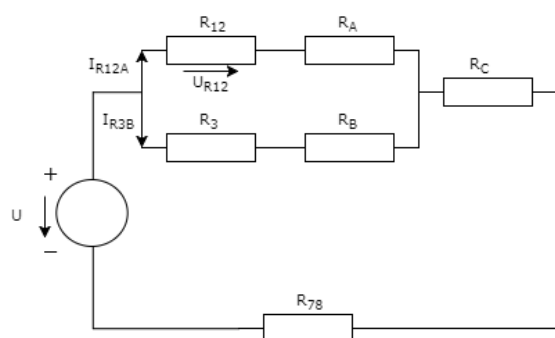 R12 RA
IR12A
UR12
RC
IR3B
R3 RB
+
U
−
R78